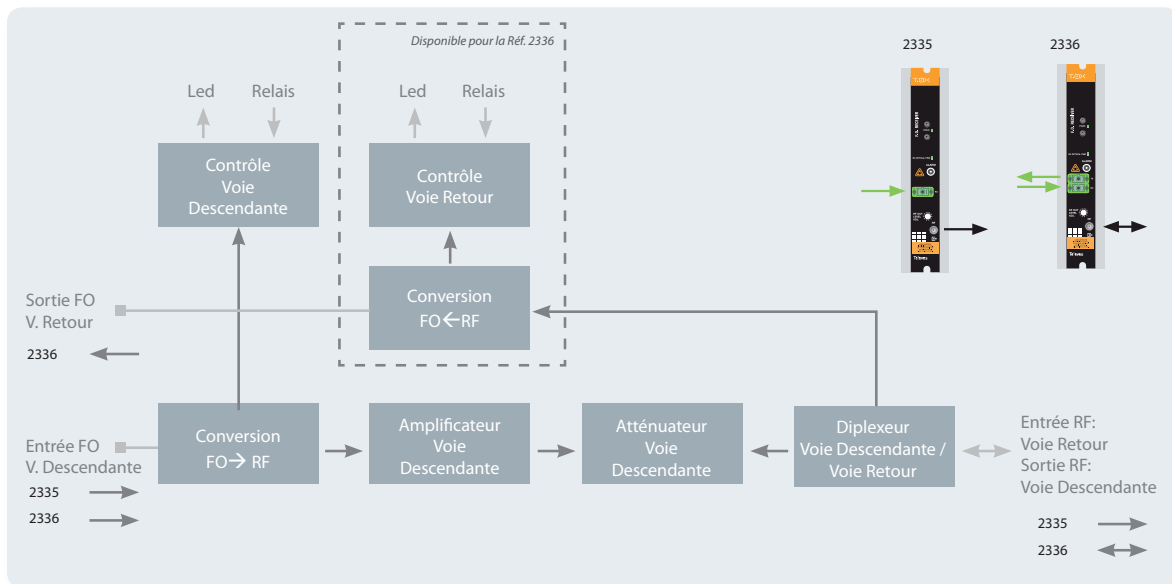 Disponible pour la Réf. 2336
2335
2336
Led
Relais
Led
Relais
Contrôle
Voie
Descendante
Contrôle
Voie Retour
Sortie FO
V. Retour
2336
Conversion
FO←RF
Entrée FO
V. Descendante
2335
2336
Conversion
FO→ RF
Amplificateur
Voie
Descendante
Atténuateur
Voie
Descendante
Diplexeur
Voie Descendante /
Voie Retour
Entrée RF:
Voie Retour
Sortie RF:
Voie Descendante
2335
2336
Televes
Televes